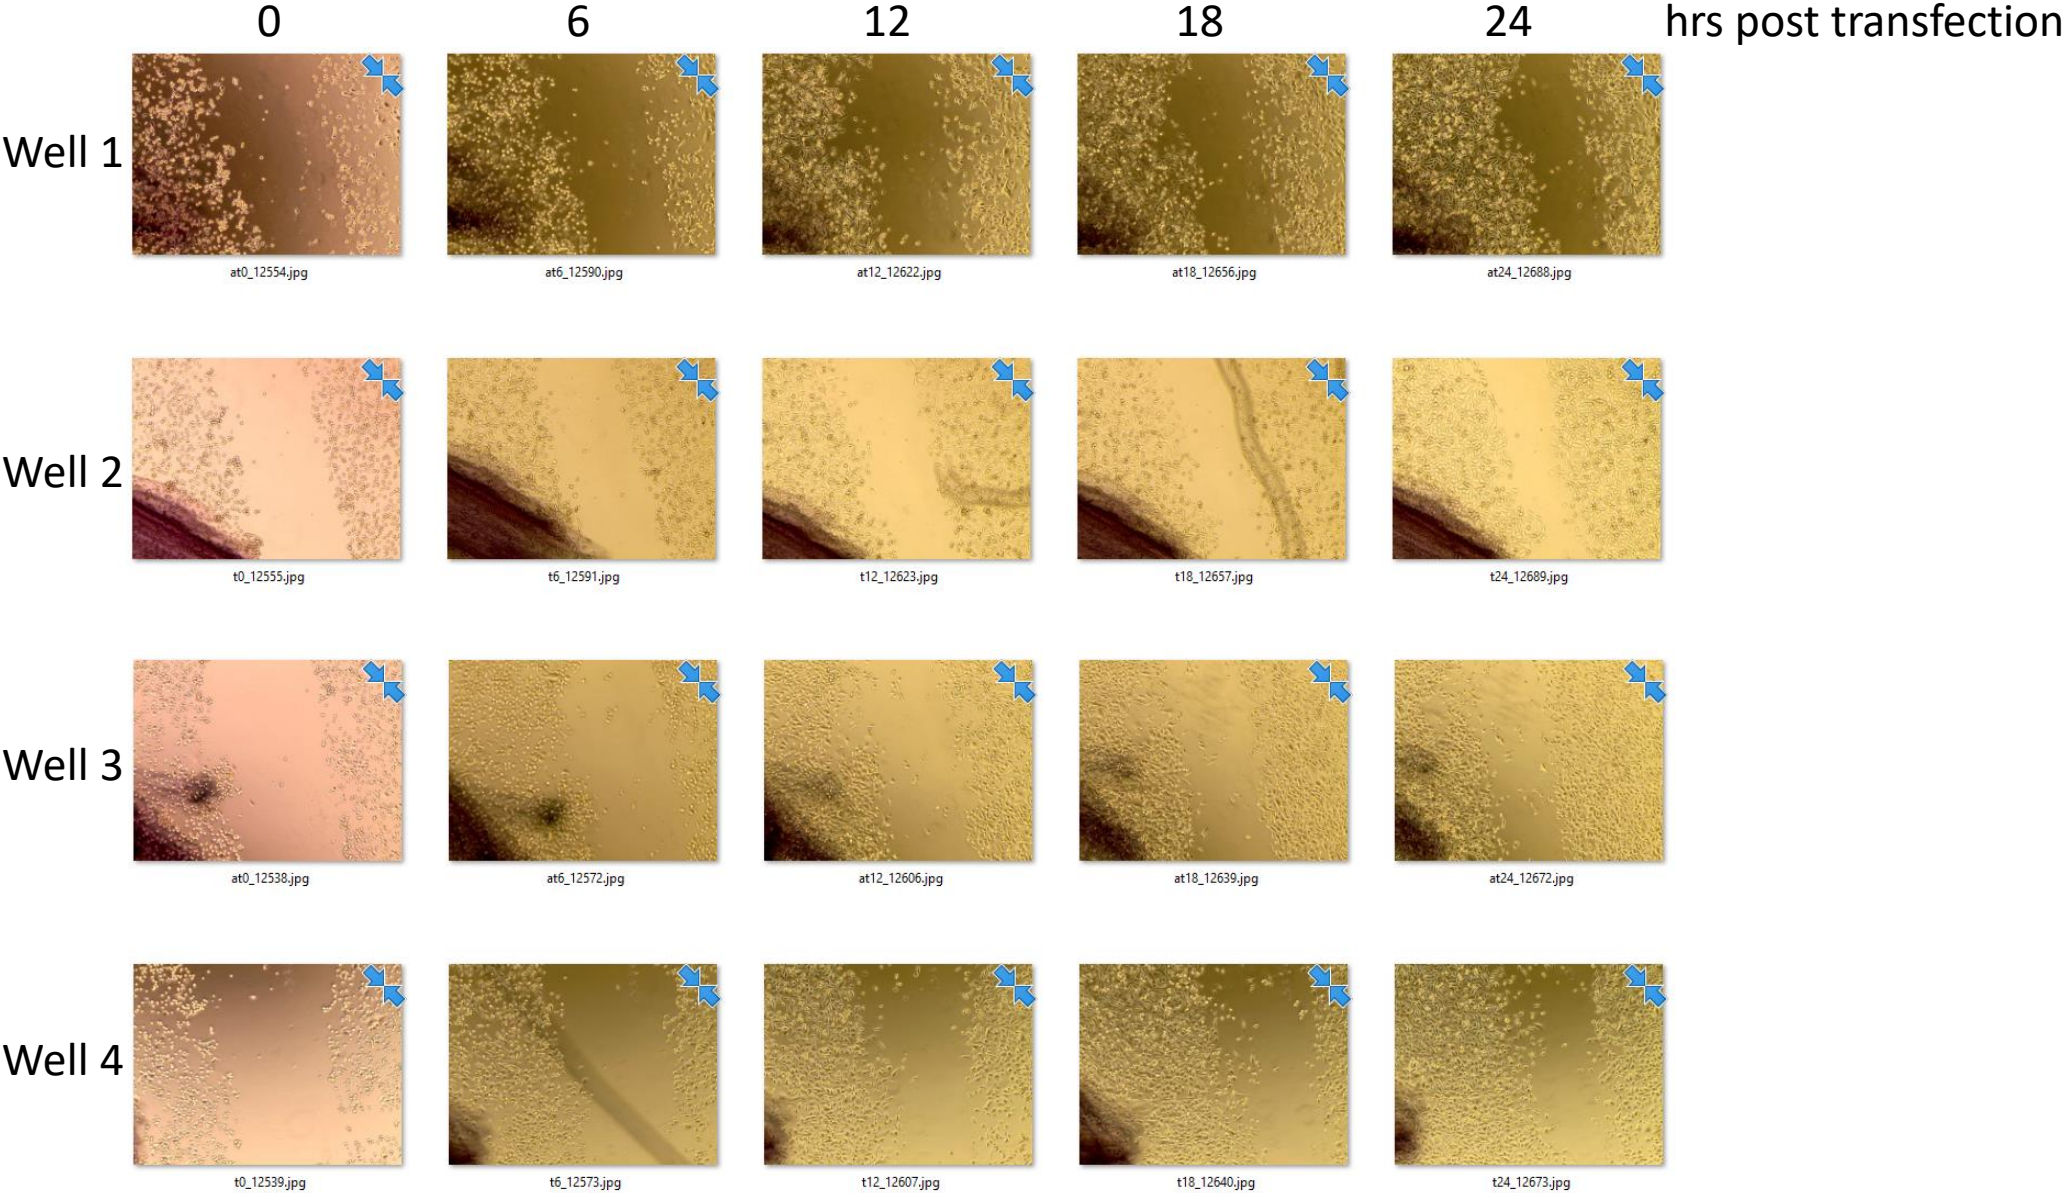 0 6 12 18 24 hrs post transfection
Well 1
at0_12554.jpg at6_12590.jpg at12_12622.jpg at18_12656.jpg at24_12688.jpg
Well 2
t0_12555.jpg t6_12591.jpg t12_12623.jpg t18_12657.jpg t24_12689.jpg
Well 3
at0_12538.jpg at6_12572.jpg at12_12606.jpg at18_12639.jpg at24_12672.jpg
Well 4
t0_12539.jpg t6_12573.jpg t12_12607.jpg t18_12640.jpg t24_12673.jpg